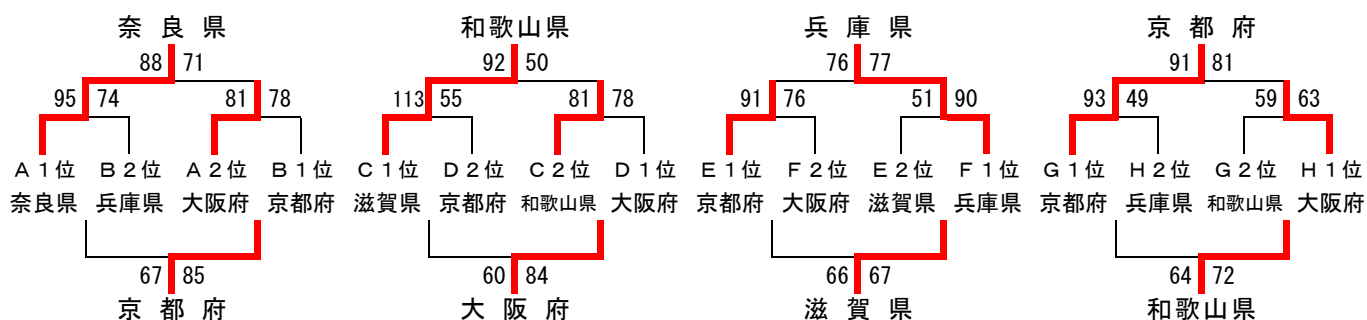 奈良県 和歌山県 兵庫県 京都府
88 71 92 50 76 77 91 81
95 74 81 78 113 55 81 78 91 76 51 90 93 49 59 63
A1位 B2位 A2位 B1位 C1位 D2位 C2位 D1位 E1位 F2位 E2位 F1位 G1位 H2位 G2位 H1位
奈良県 兵庫県 大阪府 京都府 滋賀県 京都府 和歌山県 大阪府 京都府 大阪府 滋賀県 兵庫県 京都府 兵庫県 和歌山県 大阪府
67 85 60 84 66 67 64 72
京都府 大阪府 滋賀県 和歌山県